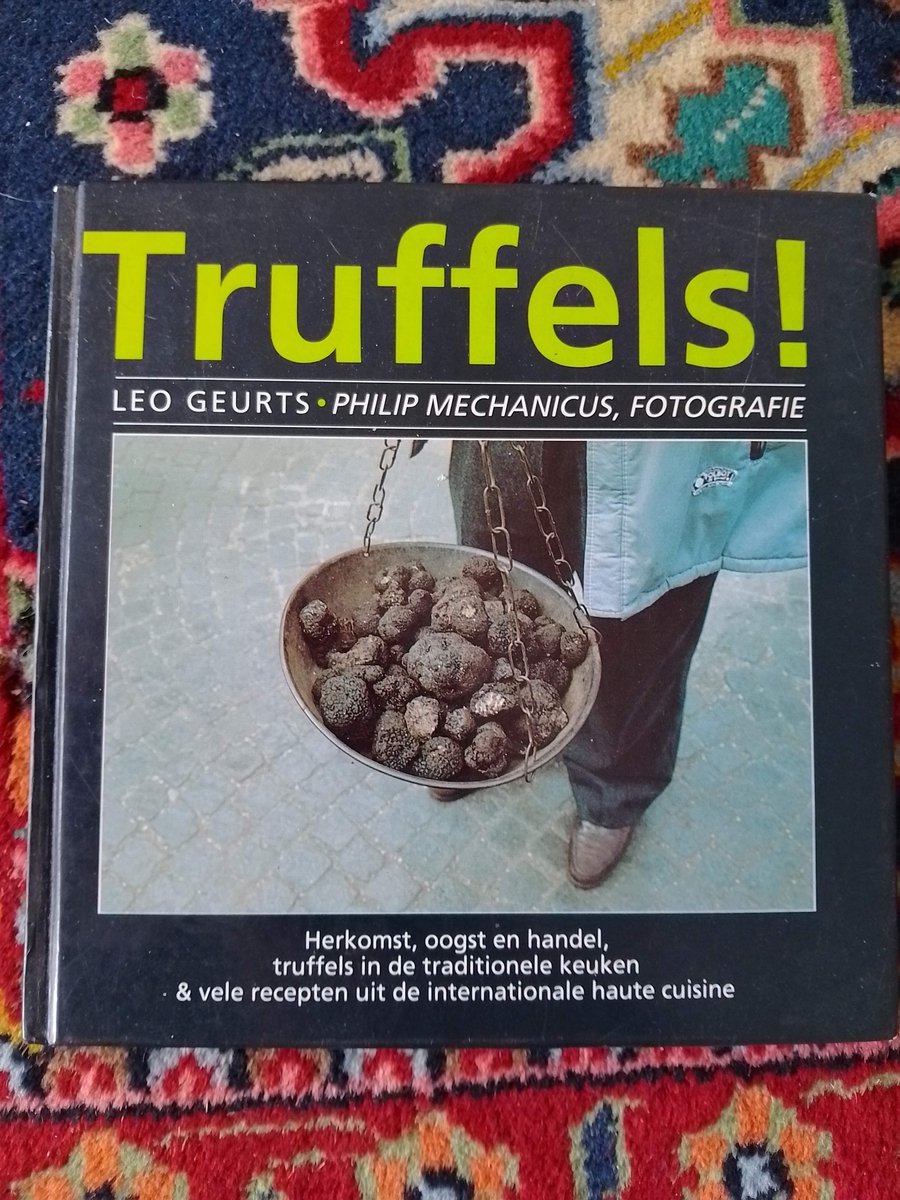 Truffels!
LEO GEURTS • PHILIP MECHANICUS, FOTOGRAFIE
Herkomst, oogst en handel,
truffels in de traditionele keuken
& vele recepten uit de internationale haute cuisine